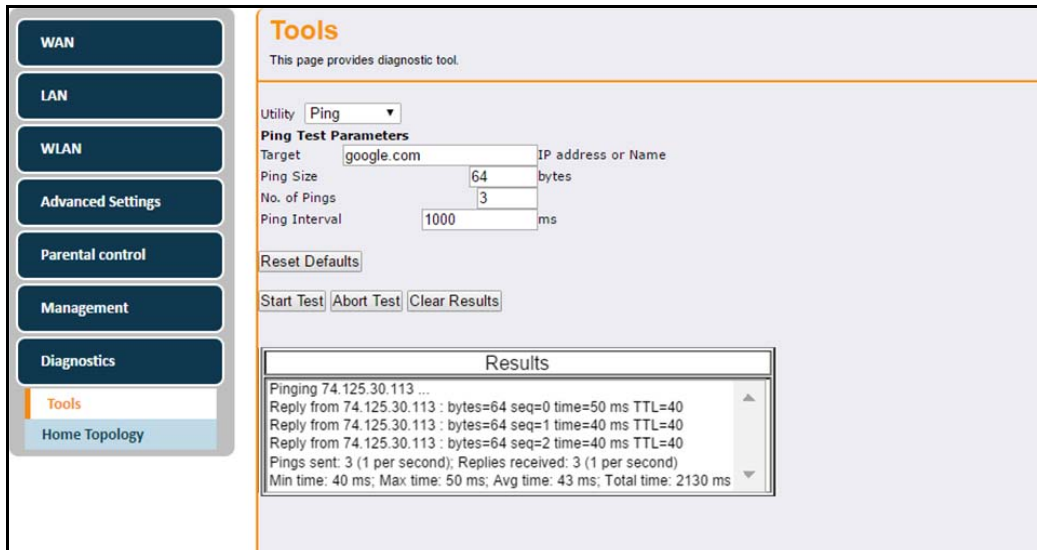 WAN
LAN
WLAN
Advanced Settings
Parental control
Management
Diagnostics
Tools
Home Topology
Tools
This page provides diagnostic tool.
Utility Ping
Ping Test Parameters
Target google.com IP address or Name
Ping Size 64 bytes
No. of Pings 3
Ping Interval 1000 ms
Reset Defaults
Start Test Abort Test Clear Results
Results
Pinging 74.125.30.113 ...
Reply from 74.125.30.113 : bytes=64 seq=0 time=50 ms TTL=40
Reply from 74.125.30.113 : bytes=64 seq=1 time=40 ms TTL=40
Reply from 74.125.30.113 : bytes=64 seq=2 time=40 ms TTL=40
Pings sent: 3 (1 per second); Replies received: 3 (1 per second)
Min time: 40 ms; Max time: 50 ms; Avg time: 43 ms; Total time: 2130 ms